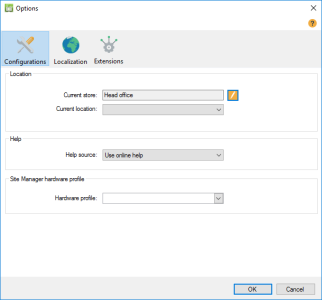 Options
?
Configurations
Localization
Extensions
Location
Current store:
Head office
Current location:
Help
Help source:
Use online help
Site Manager hardware profile
Hardware profile:
OK
Cancel